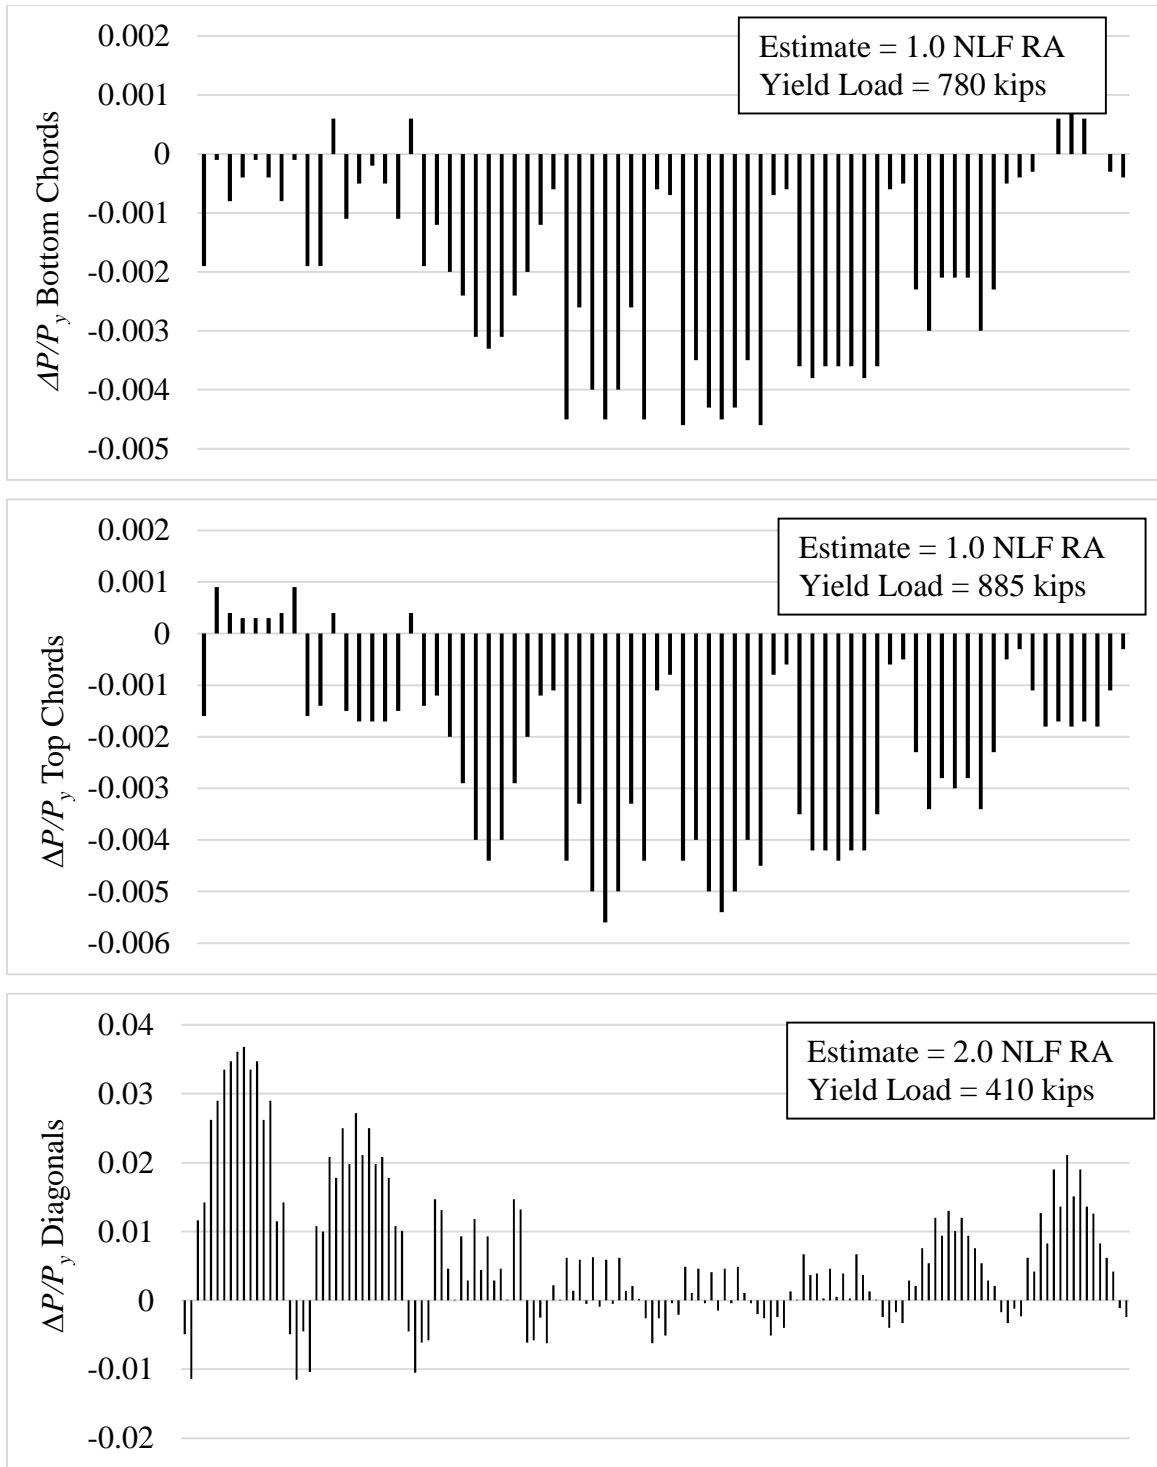 0.002
Estimate = 1.0 NLF RA
Yield Load = 780 kips
0.001
0
-0.001
-0.002
-0.003
-0.004
-0.005
ΔP/Py Bottom Chords
0.002
Estimate = 1.0 NLF RA
Yield Load = 885 kips
0.001
0
-0.001
-0.002
-0.003
-0.004
-0.005
-0.006
ΔP/Py Top Chords
0.04
Estimate = 2.0 NLF RA
Yield Load = 410 kips
0.03
0.02
0.01
0
-0.01
-0.02
ΔP/Py Diagonals